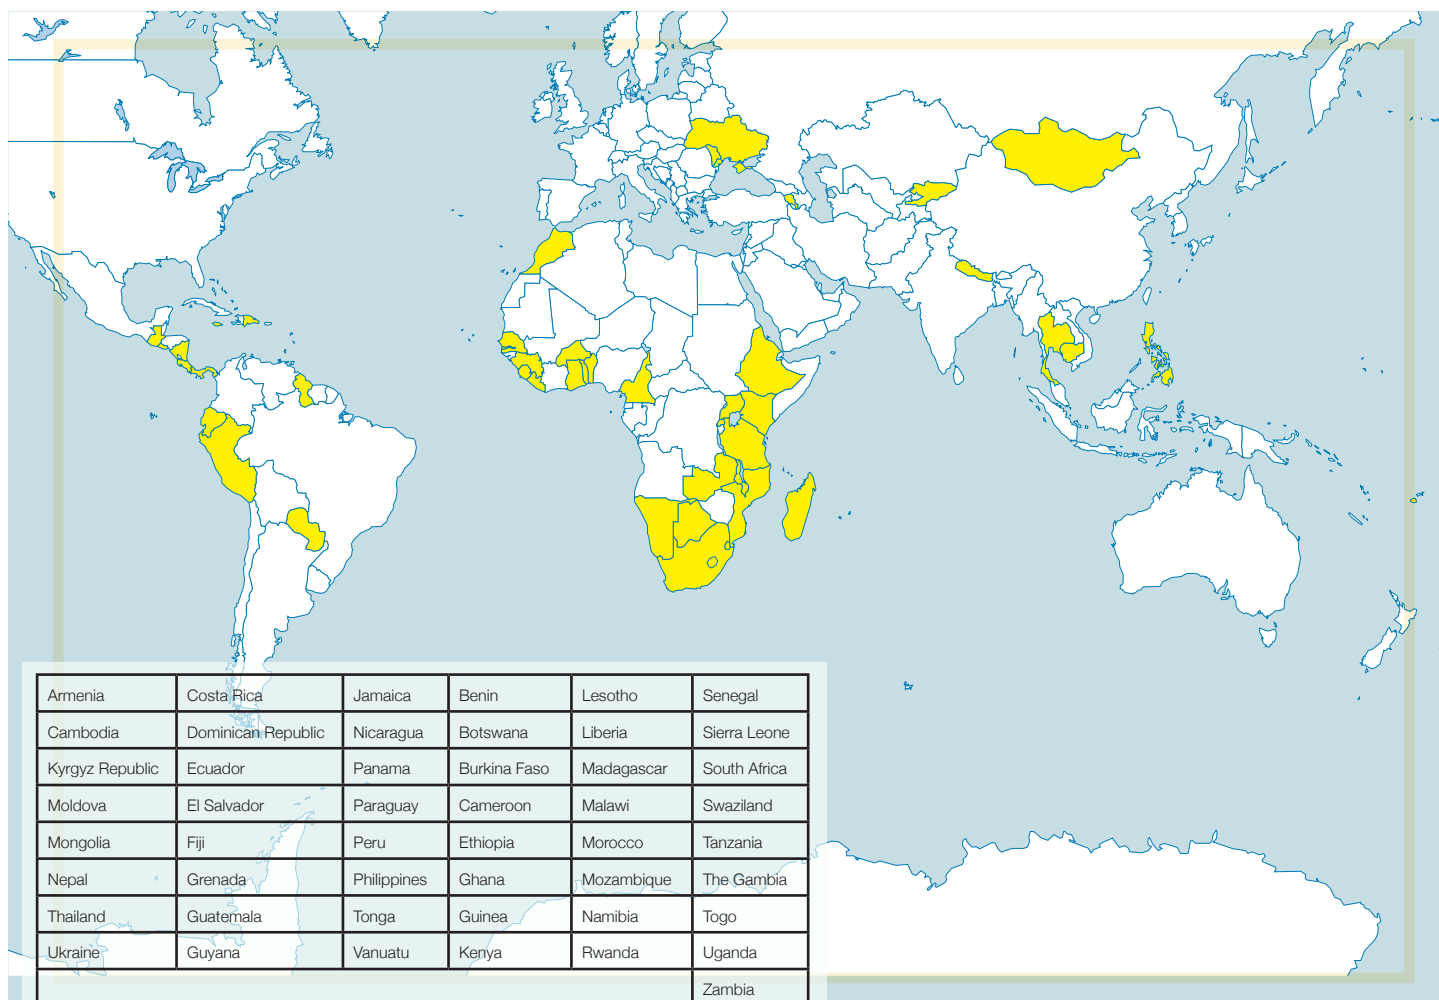 Armenia Costa Rica Jamaica Benin Lesotho Senegal
Cambodia Dominican Republic Nicaragua Botswana Liberia Sierra Leone
Kyrgyz Republic Ecuador Panama Burkina Faso Madagascar South Africa
Moldova El Salvador Paraguay Cameroon Malawi Swaziland
Mongolia Fiji Peru Ethiopia Morocco Tanzania
Nepal Grenada Philippines Ghana Mozambique The Gambia
Thailand Guatemala Tonga Guinea Namibia Togo
Ukraine Guyana Vanuatu Kenya Rwanda Uganda
Zambia